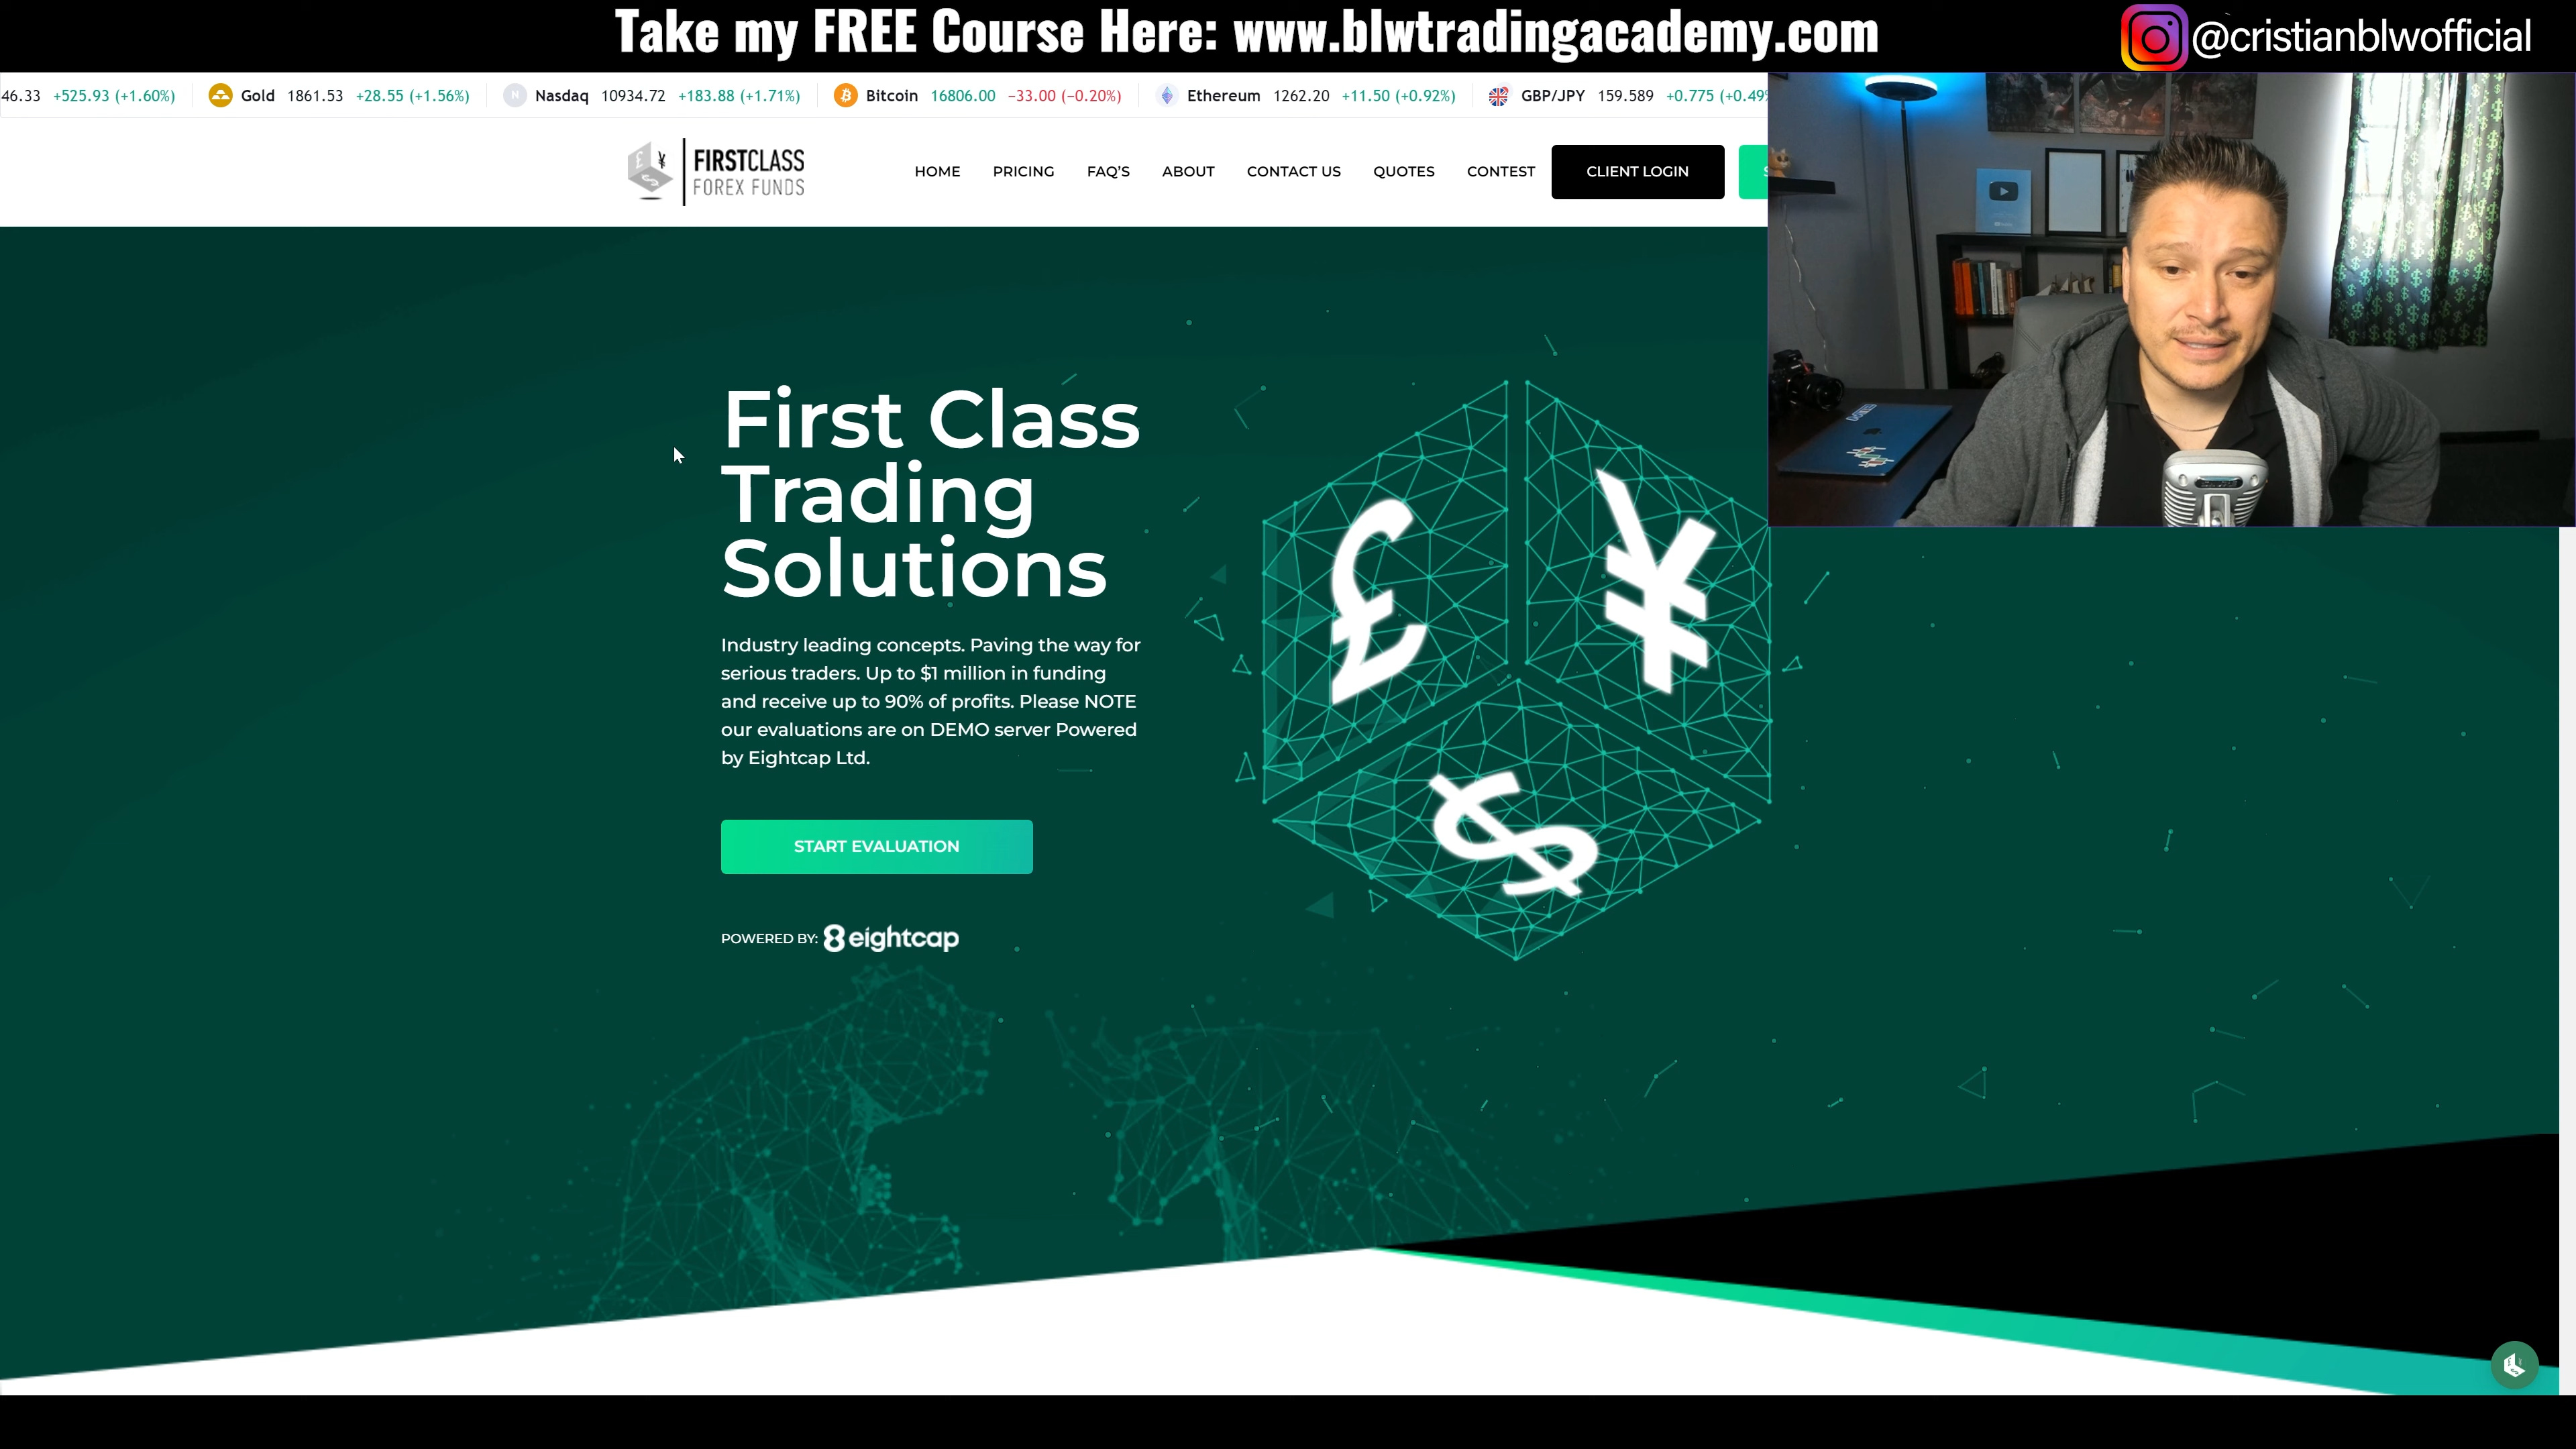 Take my FREE Course Here: www.blwtradingacademy.com
@cristianblwofficial
46.33 +525.93 (+1.60%) Gold 1861.53 +28.55 (+1.56%) N Nasdaq 10934.72 +183.88 (+1.71%) Bitcoin 16806.00 −33.00 (−0.20%) Ethereum 1262.20 +11.50 (+0.92%) GBP/JPY 159.589 +0.775 (+0.49%
FIRSTCLASS
FOREX FUNDS
HOME PRICING FAQ'S ABOUT CONTACT US QUOTES CONTEST CLIENT LOGIN
First Class
Trading
Solutions
Industry leading concepts. Paving the way for
serious traders. Up to $1 million in funding
and receive up to 90% of profits. Please NOTE
our evaluations are on DEMO server Powered
by Eightcap Ltd.
£ ¥
$
START EVALUATION
POWERED BY: 8 eightcap